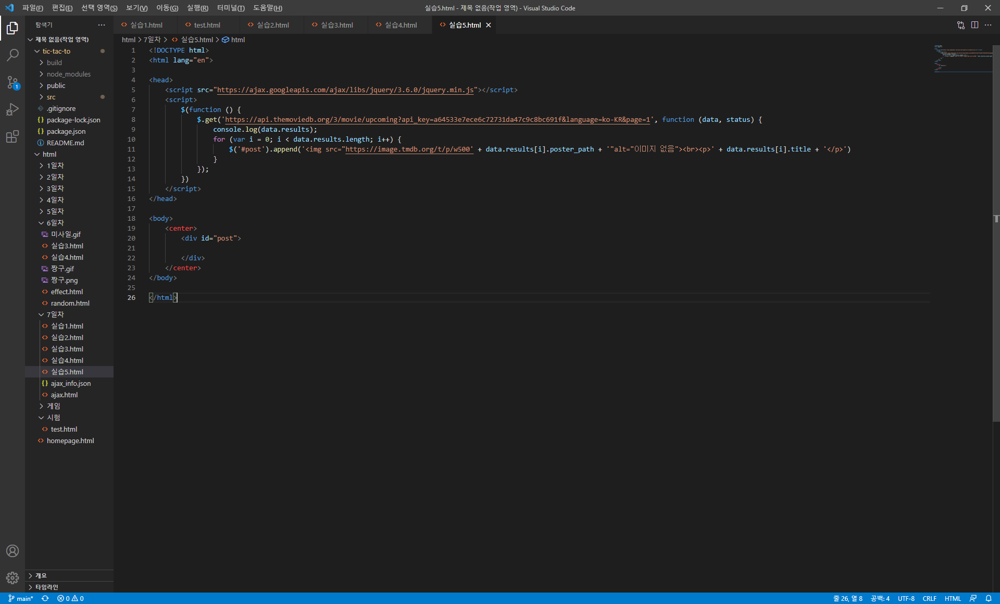 파일(F) 편집(E) 선택 영역(S) 보기(V) 이동(G) 실행(R) 터미널(T) 도움말(H)
실습5.html - 제목 없음(작업 영역) - Visual Studio Code
탐색기
제목 없음(작업 영역)
tic-tac-to
build
node_modules
public
src
.gitignore
package-lock.json
package.json
README.md
html
1일차
2일차
3일차
4일차
5일차
6일차
미사일.gif
실습3.html
실습4.html
짱구.gif
짱구.png
effect.html
random.html
7일차
실습1.html
실습2.html
실습3.html
실습4.html
실습5.html
ajax_info.json
ajax.html
게임
시험
test.html
homepage.html
개요
타임라인
1
실습1.html test.html 실습2.html 실습3.html 실습4.html 실습5.html
html > 7일차 > 실습5.html > html
1 <!DOCTYPE html>
2 <html lang="en">
3
4 <head>
5 <script src="https://ajax.googleapis.com/ajax/libs/jquery/3.6.0/jquery.min.js"></script>
6 <script>
7 $(function () {
8 $.get('https://api.themoviedb.org/3/movie/upcoming?api_key=a64533e7ece6c72731da47c9c8bc691f&language=ko-KR&page=1', function (data, status) {
9 console.log(data.results);
10 for (var i = 0; i < data.results.length; i++) {
11 $('#post').append('<img src="https://image.tmdb.org/t/p/w500' + data.results[i].poster_path + '"alt="이미지 없음"><br><p>' + data.results[i].title + '</p>')
12 }
13 });
14 })
15 </script>
16 </head>
17
18 <body>
19 <center>
20 <div id="post">
21
22 </div>
23 </center>
24 </body>
25
26 </html>
main* 0 0
줄 26, 열 8 공백: 4 UTF-8 CRLF HTML